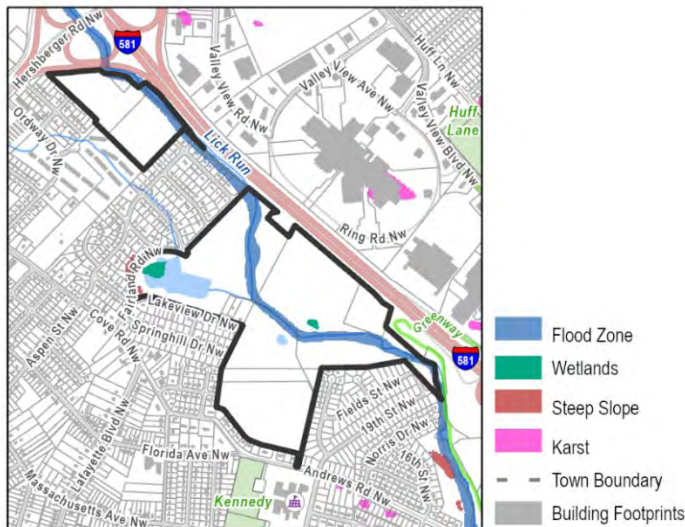 Hershberger Rd Nw
581
Ordway Dr Nw
Valley View Rd Nw
Valley View Ave Nw
Huff Ln Nw
Valley View Blvd Nw
Huff
Lane
Lick Run
Ring Rd Nw
Fairland Rd Nw
Lakeview Dr Nw
Springhill Dr Nw
Cove Rd Nw
Aspen St Nw
Lafayette Blvd Nw
Greenway
581
Fields St Nw
19th St Nw
Norris Dr Nw
16th St Nw
Florida Ave Nw
Andrews Rd Nw
Massachusetts Ave Nw
Kennedy
Flood Zone
Wetlands
Steep Slope
Karst
Town Boundary
Building Footprints